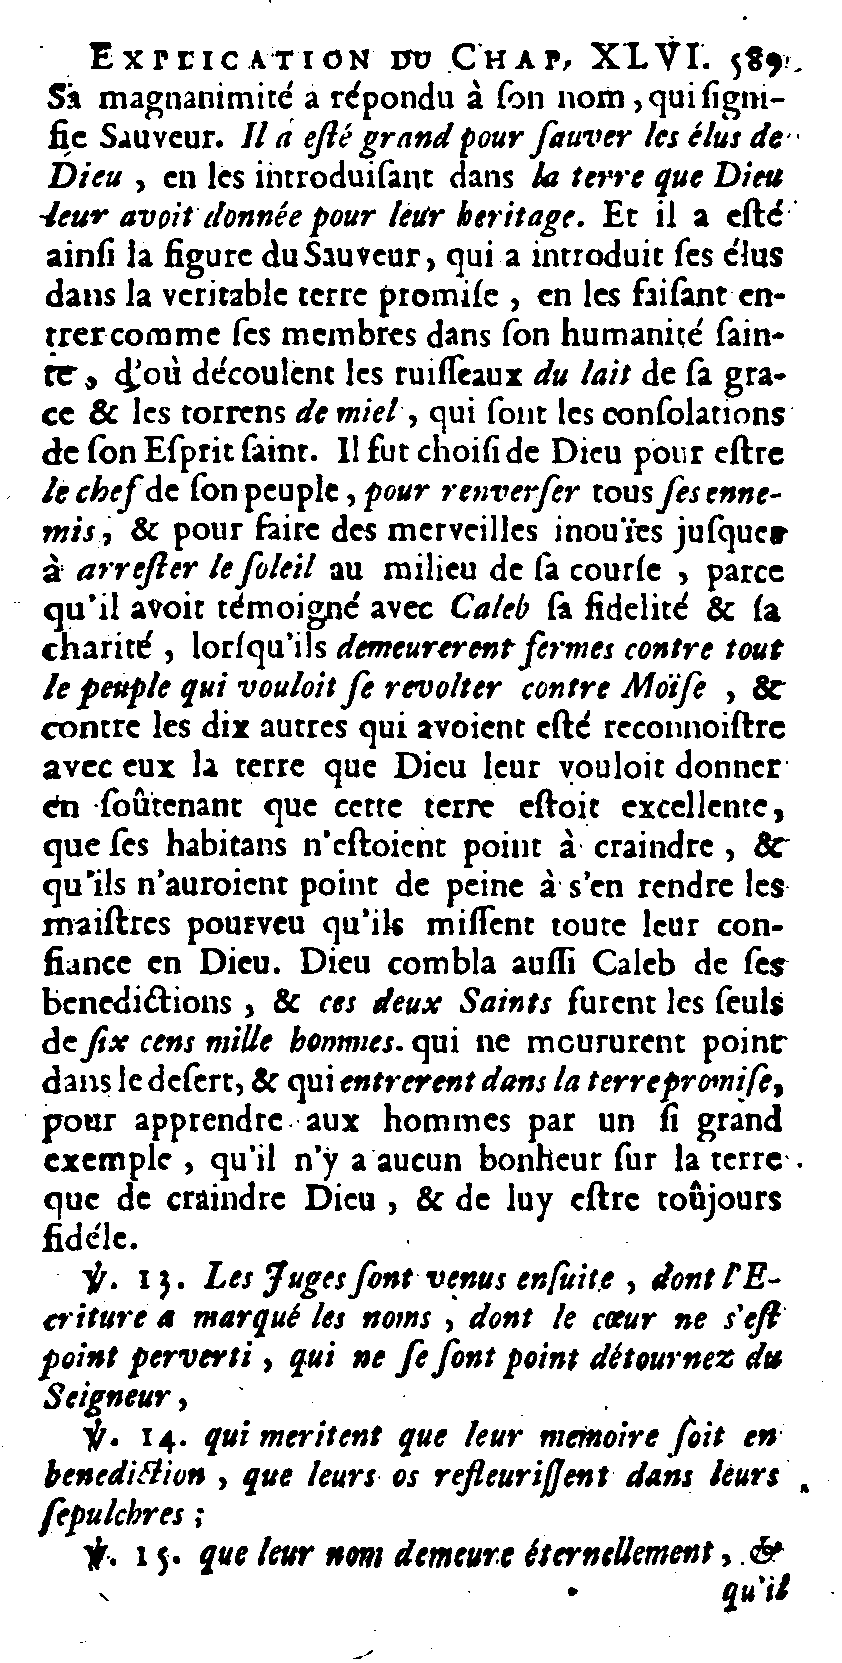 EXPLICATION DU CHAP. XLVI. 589
Sa magnanimité a répondu à ſon nom, qui ſigni-
fie Sauveur. Il a eſté grand pour ſauver les élus de
Dieu, en les introduiſant dans la terre que Dieu
leur avoit donnée pour leur heritage. Et il a eſté
ainſi la figure du Sauveur, qui a introduit ſes élus
dans la veritable terre promiſe, en les faiſant en-
trer comme ſes membres dans ſon humanité ſain-
te, d'où découlent les ruiſſeaux du lait de ſa gra-
ce & les torrens de miel, qui ſont les conſolations
de ſon Eſprit ſaint. Il fut choiſi de Dieu pour eſtre
le chef de ſon peuple, pour renverſer tous ſes enne-
mis, & pour faire des merveilles inouïes juſques
à arreſter le ſoleil au milieu de ſa courſe, parce
qu'il avoit témoigné avec Caleb ſa fidelité & ſa
charité, lorſqu'ils demeurerent fermes contre tout
le peuple qui vouloit ſe revolter contre Moïſe, &
contre les dix autres qui avoient eſté reconnoiſtre
avec eux la terre que Dieu leur vouloit donner
en ſoûtenant que cette terre eſtoit excellente,
que ſes habitans n'eſtoient point à craindre, &
qu'ils n'auroient point de peine à s'en rendre les
maiſtres pourveu qu'ils miſſent toute leur con-
fiance en Dieu. Dieu combla auſſi Caleb de ſes
benedictions, & ces deux Saints furent les ſeuls
de ſix cens mille hommes. qui ne moururent point
dans le deſert, & qui entrerent dans la terre promiſe,
pour apprendre aux hommes par un ſi grand
exemple, qu'il n'y a aucun bonheur ſur la terre
que de craindre Dieu, & de luy eſtre toûjours
fidéle.
℣. 13. Les Juges ſont venus enſuite, dont l'E-
criture a marqué les noms, dont le cœur ne s'eſt
point perverti, qui ne ſe ſont point détournez du
Seigneur,
℣. 14. qui meritent que leur memoire ſoit en
benediction, que leurs os refleuriſſent dans leurs
ſepulchres;
℣. 15. que leur nom demeure éternellement, &
qu'il